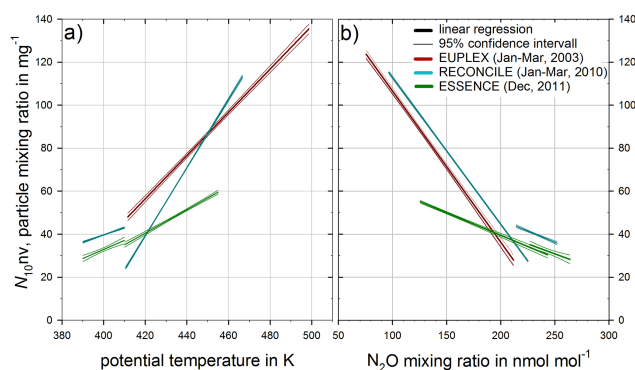 a)
b)
linear regression
95% confidence intervall
EUPLEX (Jan-Mar, 2003)
RECONCILE (Jan-Mar, 2010)
ESSENCE (Dec, 2011)
140
120
100
80
60
40
20
0
140
120
100
80
60
40
20
0
N10nv, particle mixing ratio in mg-1
380 400 420 440 460 480 500
50 100 150 200 250 300
potential temperature in K
N2O mixing ratio in nmol mol-1